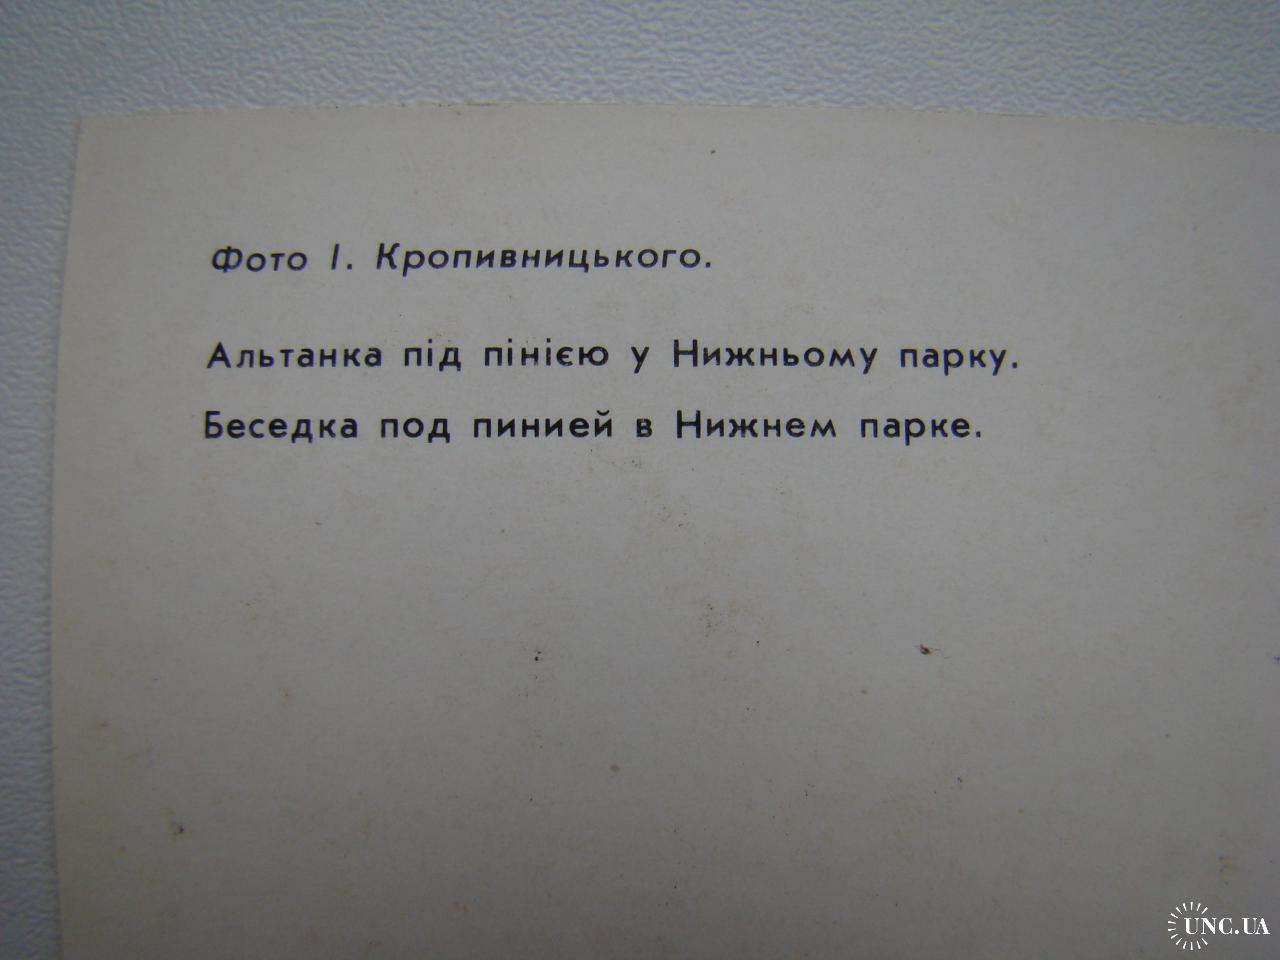 Фото І. Кропивницького.
Альтанка під пінією у Нижньому парку.
Беседка под пинией в Нижнем парке.
UNC.UA